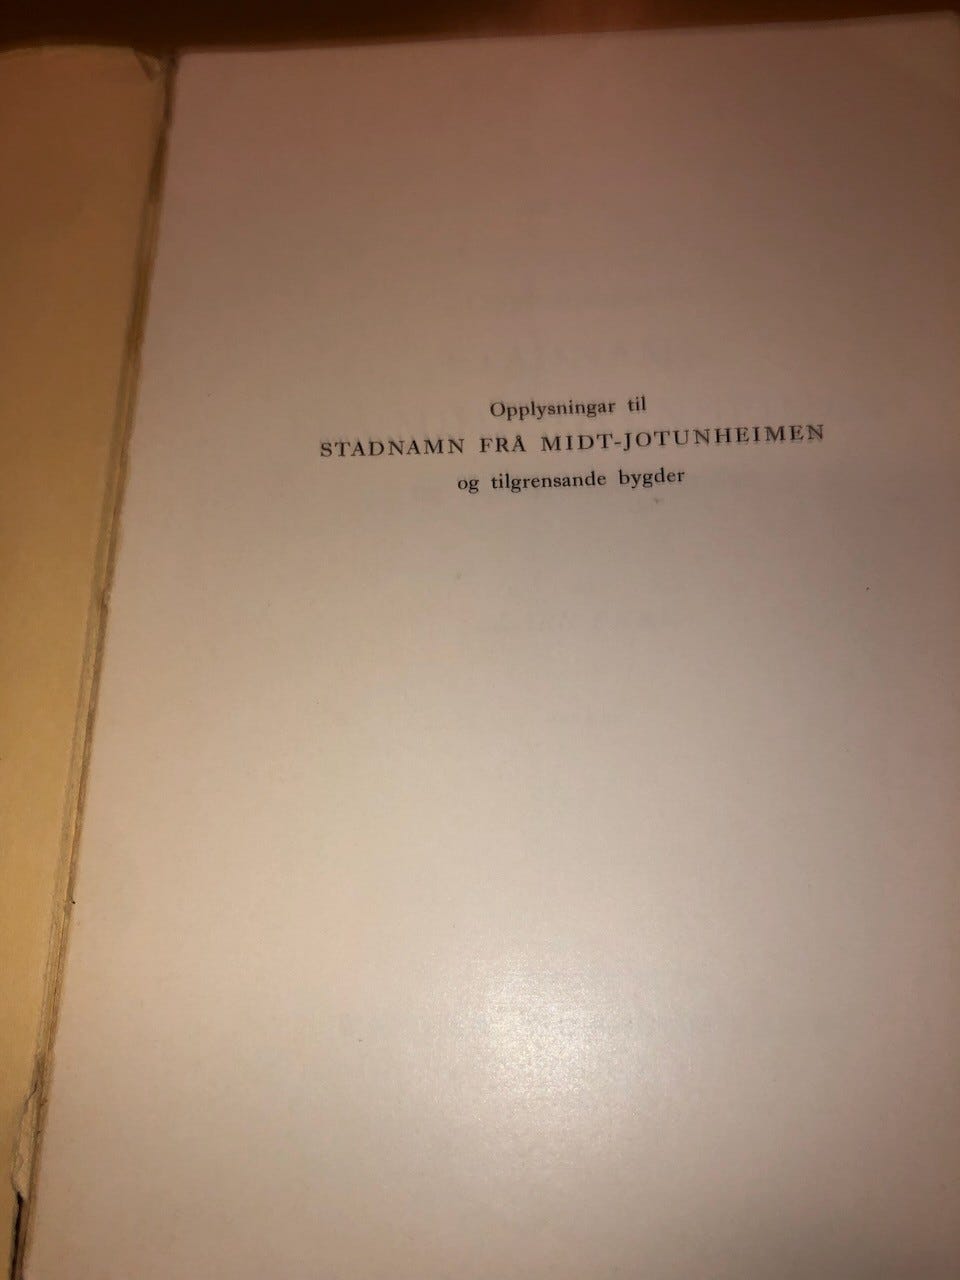 Opplysningar til
STADNAMN FRÅ MIDT-JOTUNHEIMEN
og tilgrensande bygder